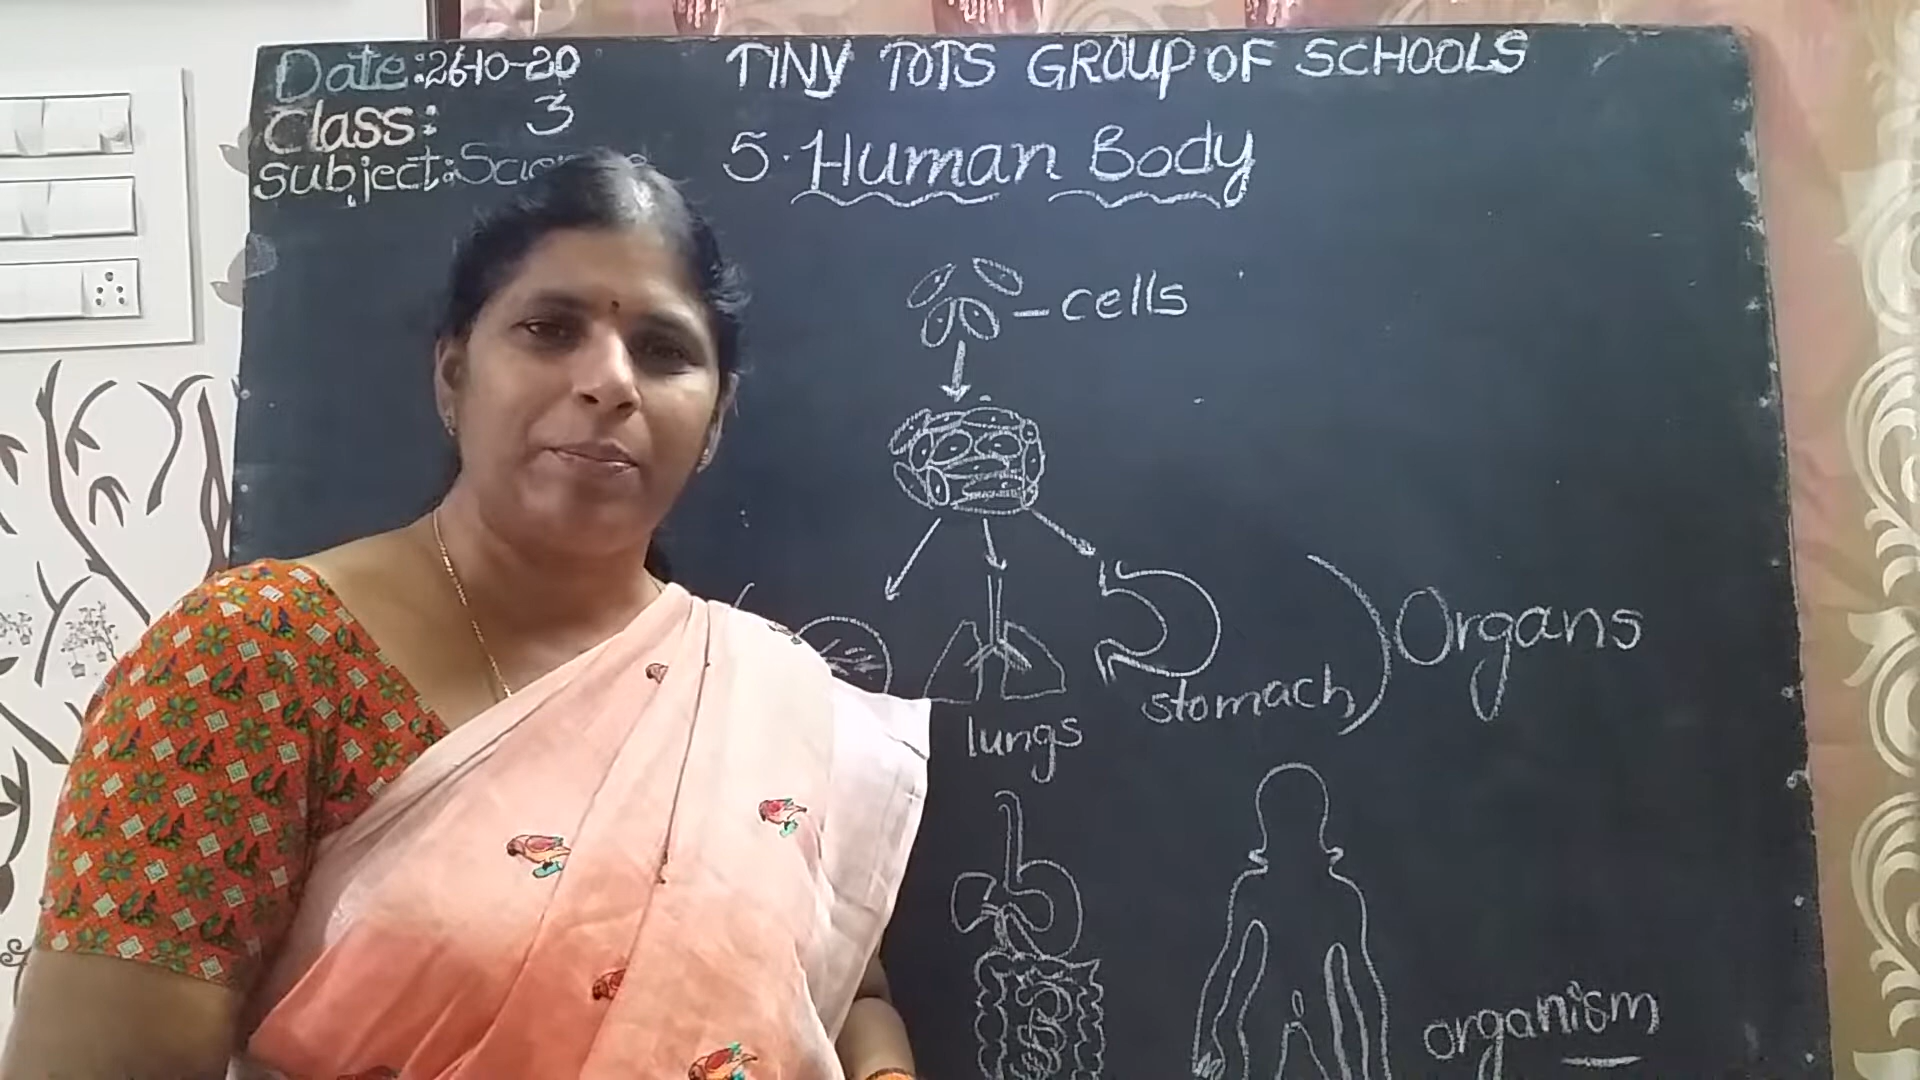 Date:26-10-20
TINY TOTS GROUP OF SCHOOLS
Class: 3
Subject:
5. Human Body
cells
Organs
stomach
lungs
organism